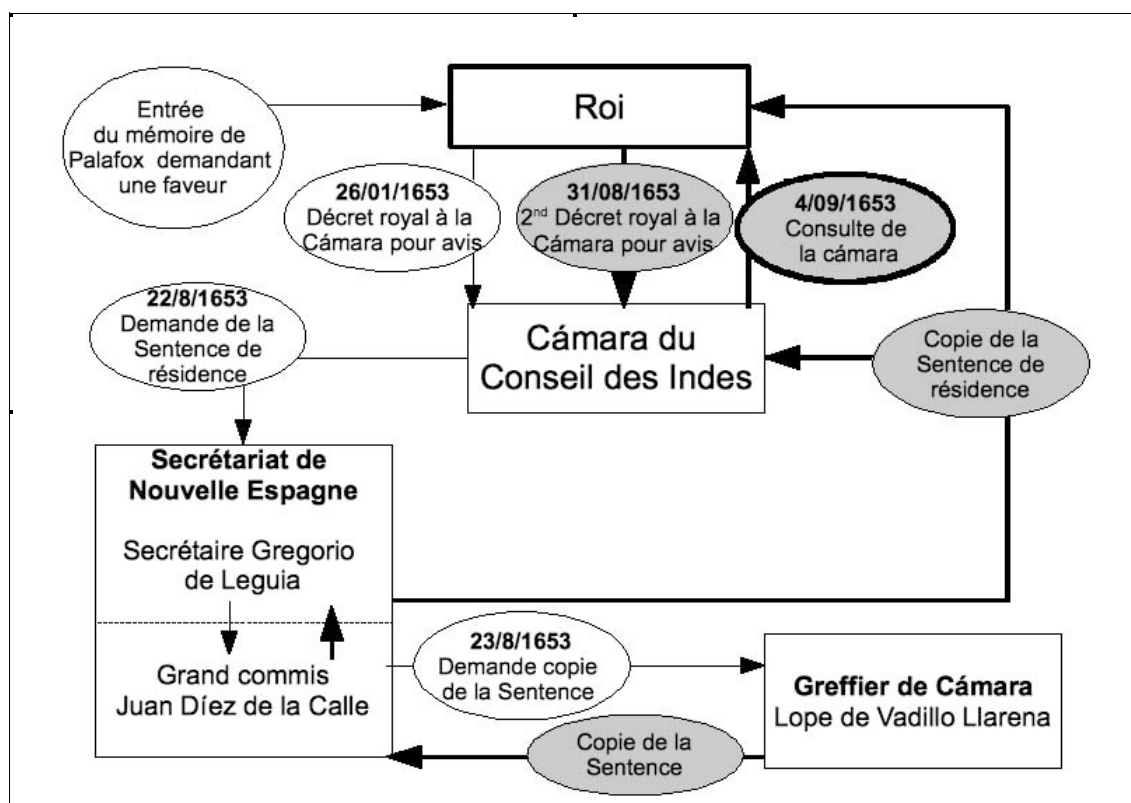 Entrée
du mémoire de
Palafox demandant
une faveur
Roi
26/01/1653
Décret royal à la
Cámara pour avis
31/08/1653
2nd Décret royal à la
Cámara pour avis
4/09/1653
Consulte de
la cámara
22/8/1653
Demande de la
Sentence de
résidence
Cámara du
Conseil des Indes
Copie de la
Sentence de
résidence
Secrétariat de
Nouvelle Espagne
Secrétaire Gregorio
de Leguia
Grand commis
Juan Díez de la Calle
23/8/1653
Demande copie
de la Sentence
Greffier de Cámara
Lope de Vadillo Llarena
Copie de la
Sentence